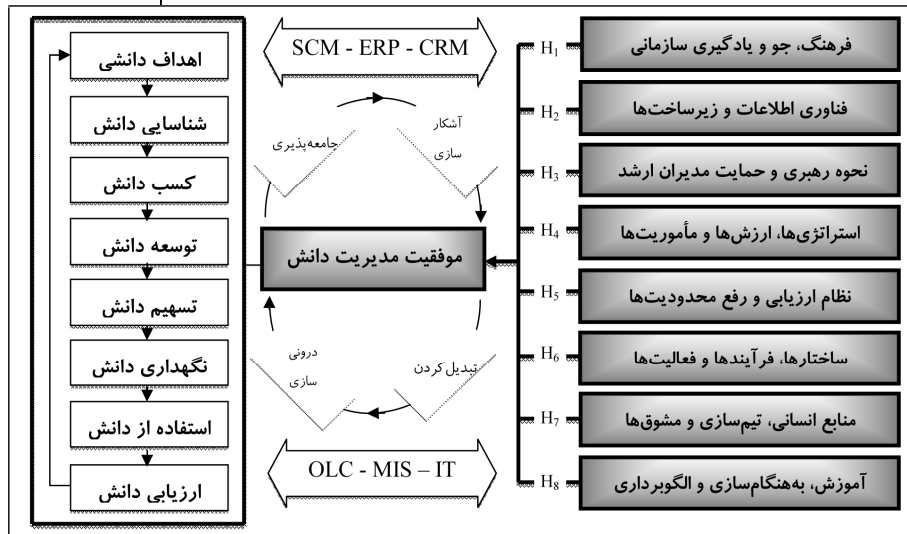 فرهنگ، جو و یادگیری سازمانی
H1
فناوری اطلاعات و زیرساخت‌ها
H2
نحوه رهبری و حمایت مدیران ارشد
H3
استراتژی‌ها، ارزش‌ها و مأموریت‌ها
H4
نظام ارزیابی و رفع محدودیت‌ها
H5
ساختارها، فرآیندها و فعالیت‌ها
H6
منابع انسانی، تیم‌سازی و مشوق‌ها
H7
آموزش، به‌هنگام‌سازی و الگوبرداری
H8
SCM - ERP - CRM
آشکار
سازی
جامعه‌پذیری
موفقیت مدیریت دانش
تبدیل کردن
درونی
سازی
OLC - MIS – IT
اهداف دانشی
شناسایی دانش
کسب دانش
توسعه دانش
تسهیم دانش
نگهداری دانش
استفاده از دانش
ارزیابی دانش